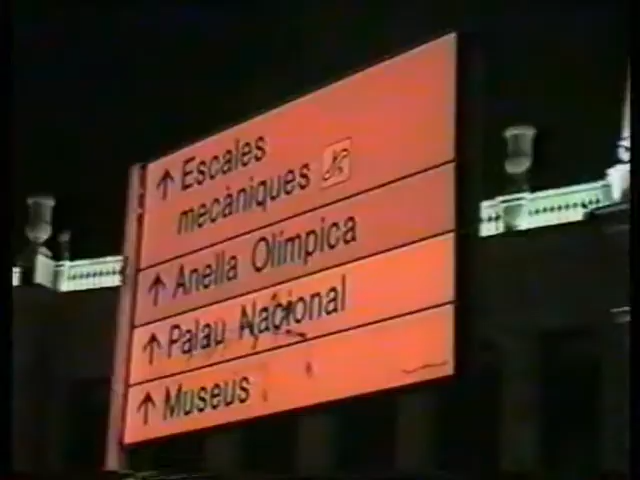 ↑ Escales
mecàniques
↑ Anella Olímpica
↑ Palau Nacional
↑ Museus